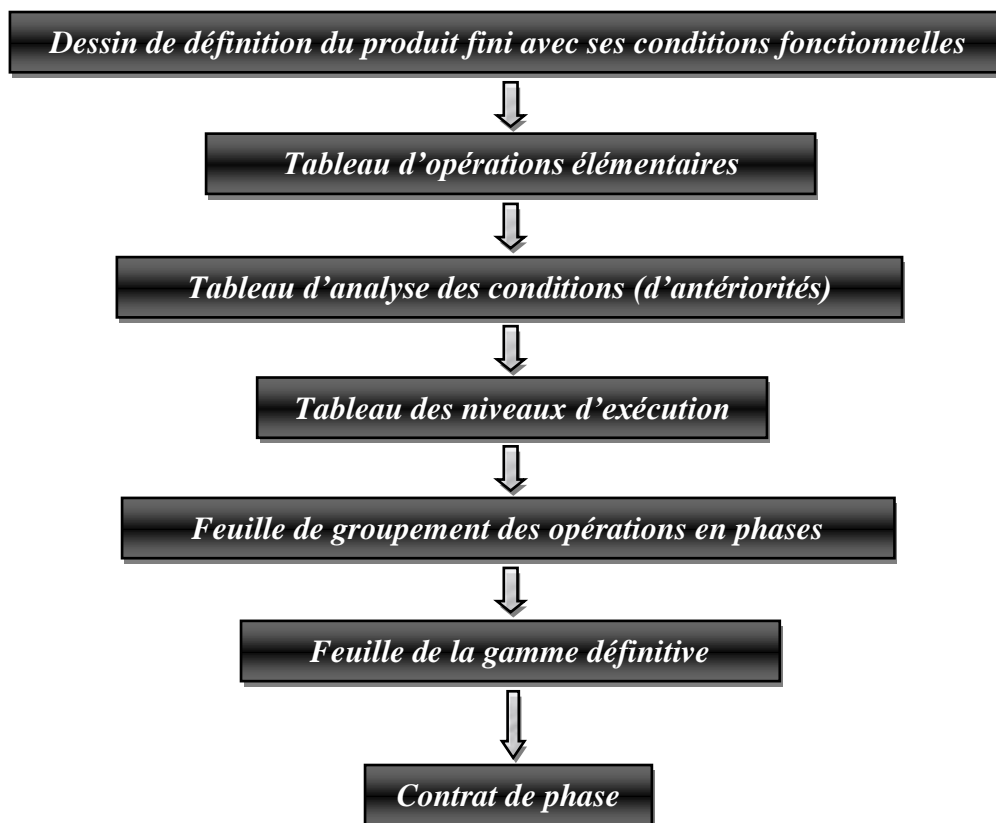 Dessin de définition du produit fini avec ses conditions fonctionnelles
Tableau d’opérations élémentaires
Tableau d’analyse des conditions (d’antériorités)
Tableau des niveaux d’exécution
Feuille de groupement des opérations en phases
Feuille de la gamme définitive
Contrat de phase